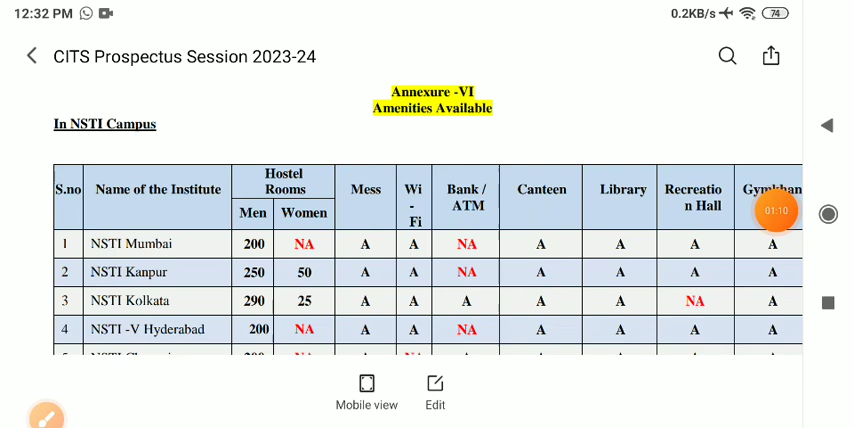 12:32 PM 0.2KB/s 74
CITS Prospectus Session 2023-24
Annexure -VI
Amenities Available
In NSTI Campus
S.no Name of the Institute Hostel Rooms Mess Wi-Fi Bank / ATM Canteen Library Recreatio n Hall Gymkhan
Men Women
01:10
1 NSTI Mumbai 200 NA A A NA A A A A
2 NSTI Kanpur 250 50 A A NA A A A A
3 NSTI Kolkata 290 25 A A A A A NA A
4 NSTI -V Hyderabad 200 NA A A NA A A A A
Mobile view Edit